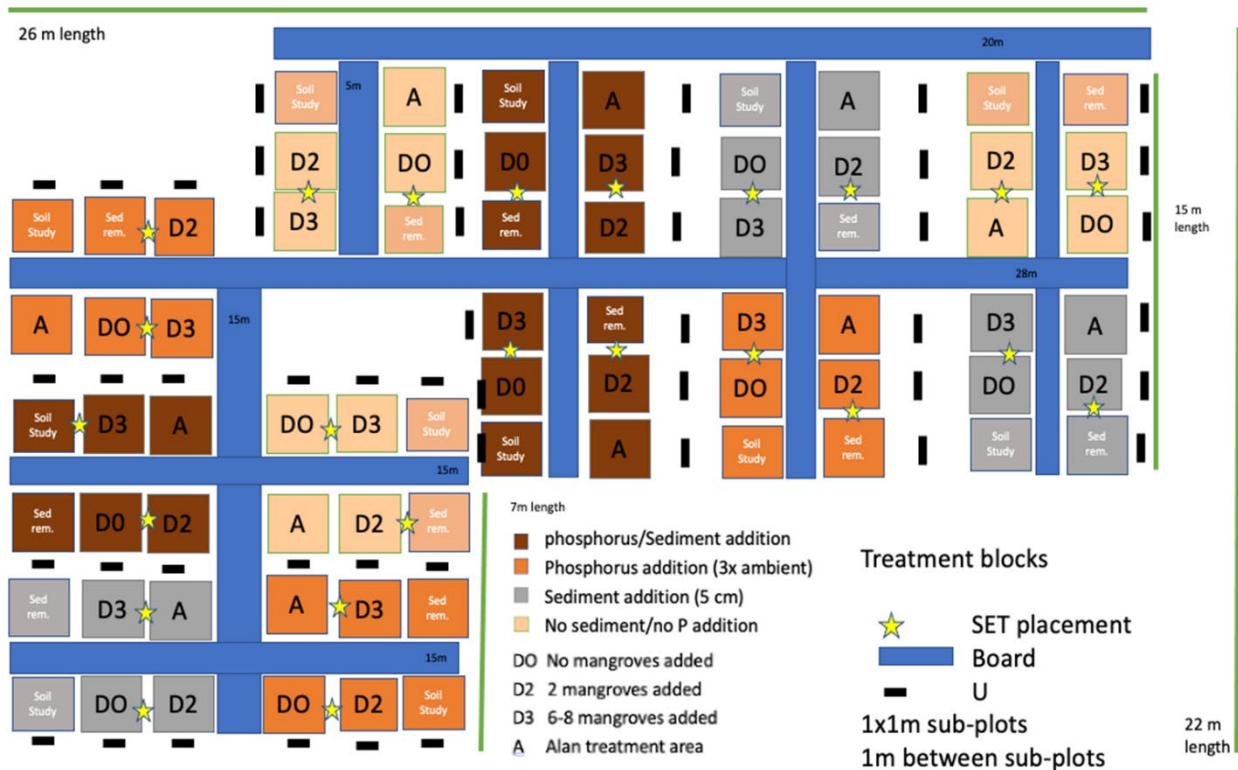 26 m length
20m
Soil
Study
5m
A
Soil
Study
A
Soil
Study
A
Soil
Study
Sed
rem.
D2
DO
D0
D3
DO
D2
D2
D3
D3
Sed
rem.
Sed
rem.
D2
D3
Sed
rem.
A
DO
15 m
length
Soil
Study
Sed
rem.
D2
28m
A
DO
D3
15m
D3
Sed
rem.
D3
A
D3
A
D0
D2
DO
D2
DO
D2
Soil
Study
D3
A
DO
D3
Soil
Study
Soil
Study
A
Soil
Study
Sed
rem.
Soil
Study
Sed
rem.
15m
Sed
rem.
D0
D2
A
D2
Sed
rem.
Sed
rem.
D3
A
A
D3
Sed
rem.
15m
Soil
Study
DO
D2
DO
D2
Soil
Study
7m length
phosphorus/Sediment addition
Phosphorus addition (3x ambient)
Sediment addition (5 cm)
No sediment/no P addition
DO No mangroves added
D2 2 mangroves added
D3 6-8 mangroves added
A Alan treatment area
Treatment blocks
SET placement
Board
U
1x1m sub-plots
1m between sub-plots
22 m
length